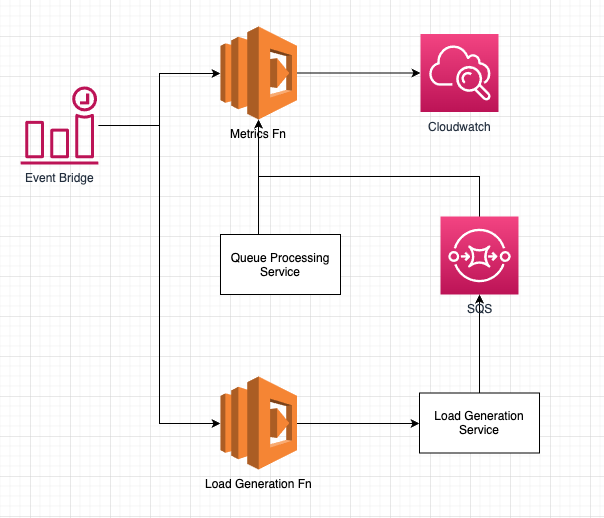 Metrics Fn
Cloudwatch
Event Bridge
Queue Processing
Service
SQS
Load Generation
Service
Load Generation Fn